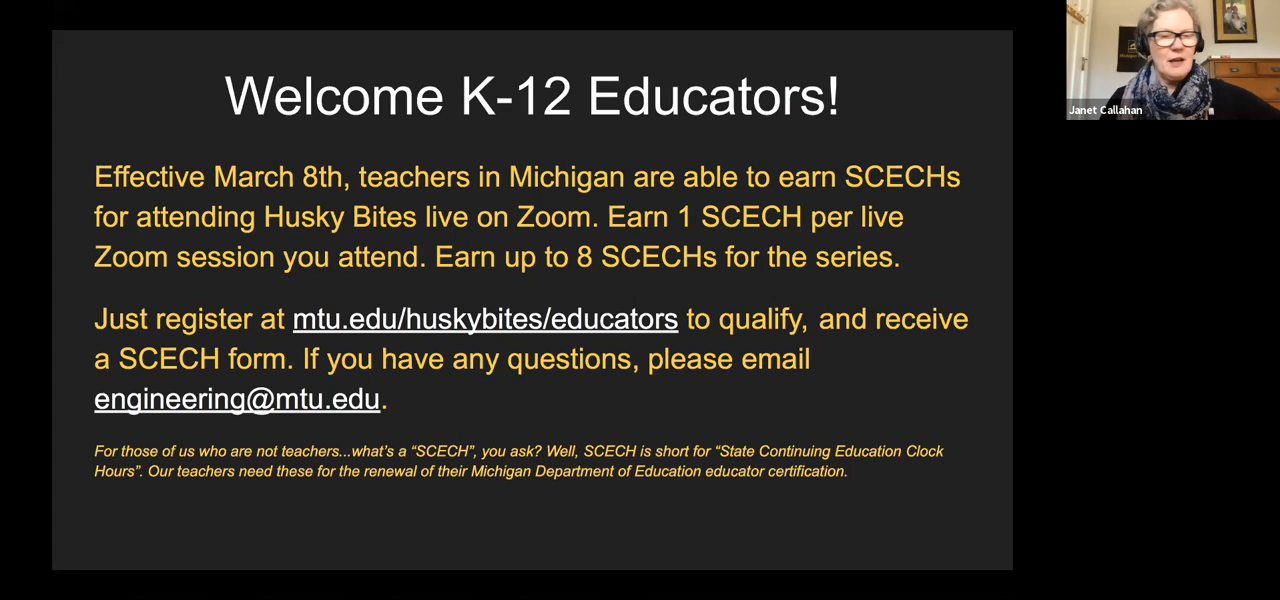 Welcome K-12 Educators!
Effective March 8th, teachers in Michigan are able to earn SCECHs
for attending Husky Bites live on Zoom. Earn 1 SCECH per live
Zoom session you attend. Earn up to 8 SCECHs for the series.
Just register at mtu.edu/huskybites/educators to qualify, and receive
a SCECH form. If you have any questions, please email
engineering@mtu.edu.
For those of us who are not teachers...what's a “SCECH”, you ask? Well, SCECH is short for “State Continuing Education Clock
Hours”. Our teachers need these for the renewal of their Michigan Department of Education educator certification.
Janet Callahan